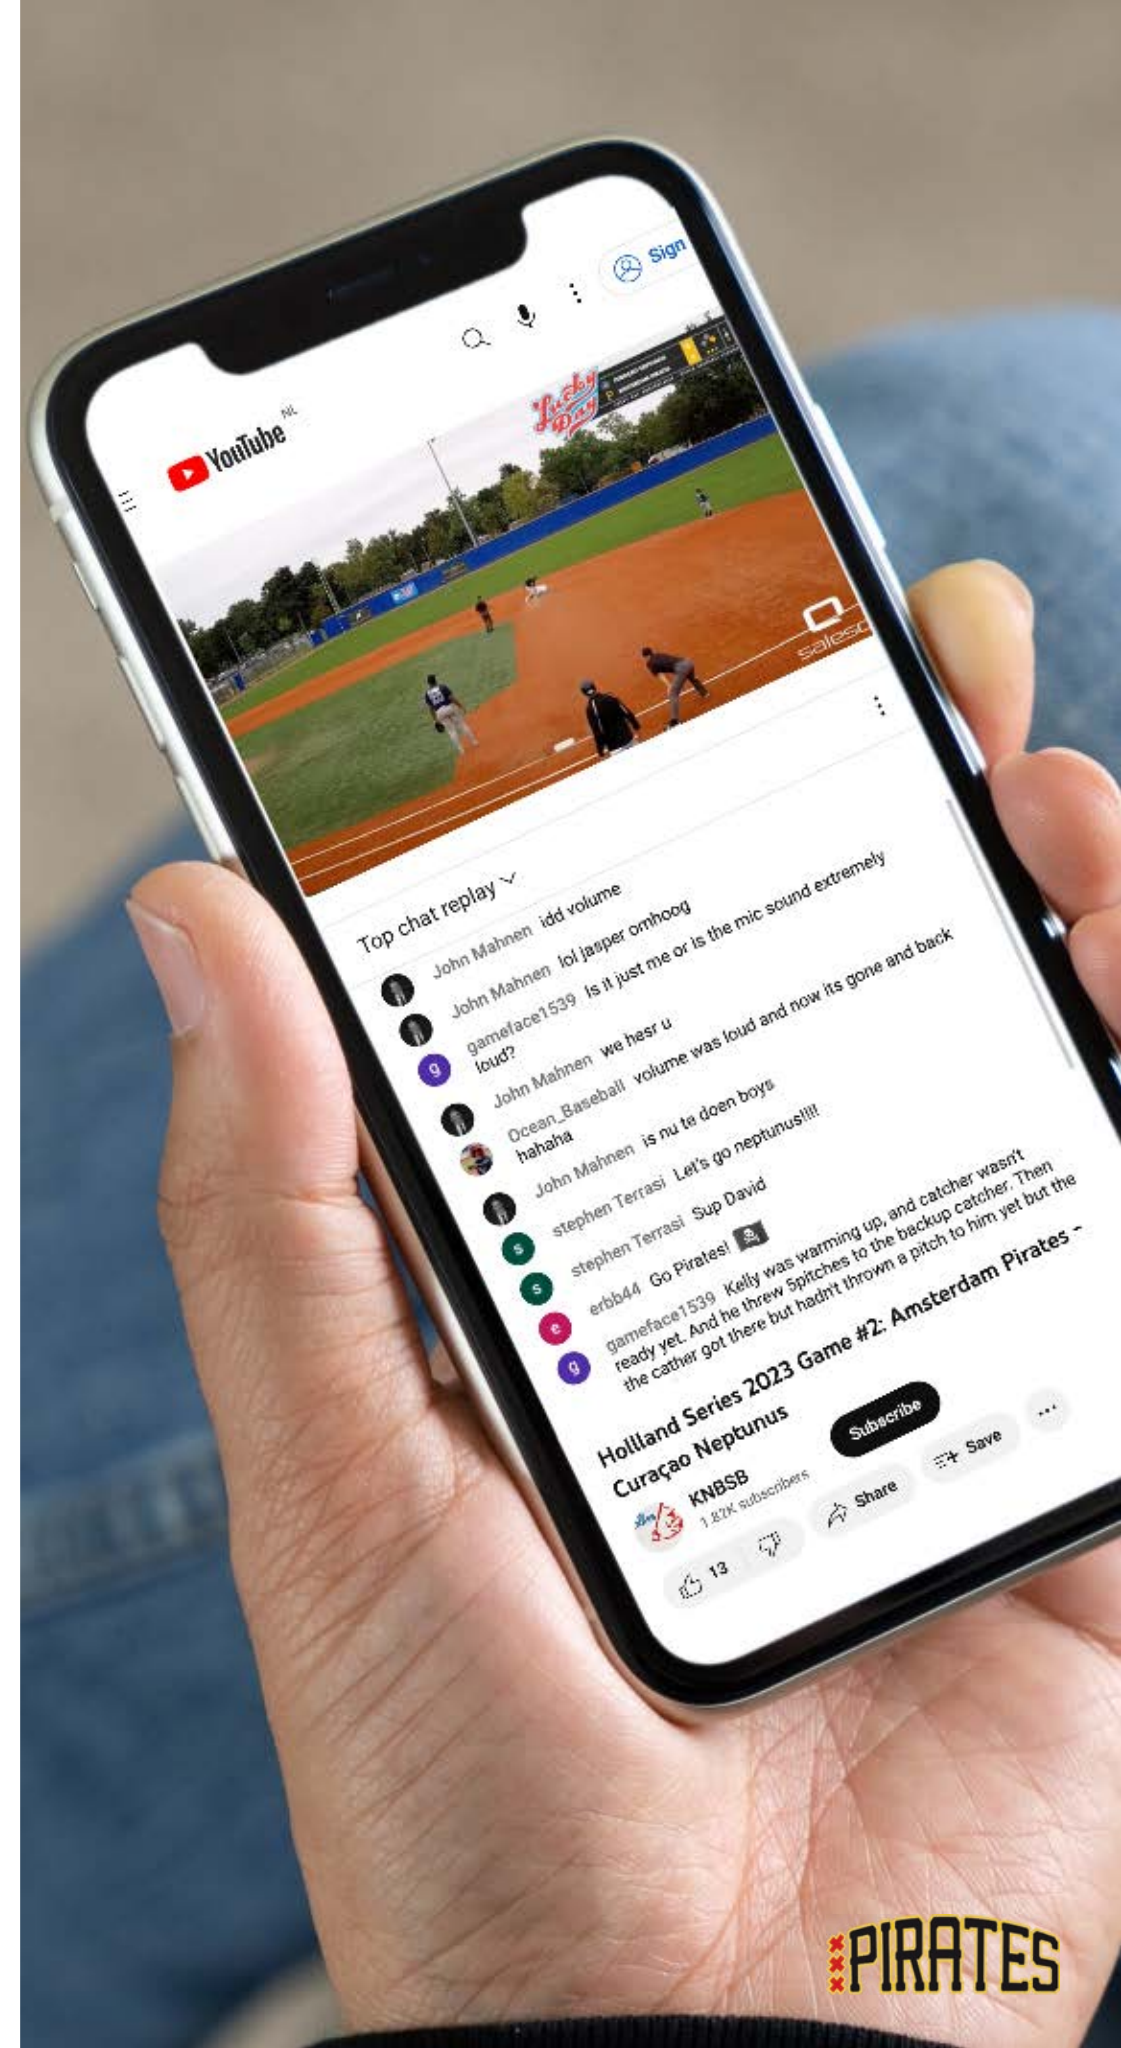 Sign
YouTube NL
Lucky
Day
salesc
Top chat replay
John Mahnen idd volume
John Mahnen lol jasper omhoog
gameface1539 Is it just me or is the mic sound extremely
loud?
John Mahnen we hesr u
Ocean_Baseball volume was loud and now its gone and back
hahaha
John Mahnen is nu te doen boys
stephen Terrasi Let's go neptunus!!!!
stephen Terrasi Sup David
erbb44 Go Pirates!
gameface1539 Kelly was warming up, and catcher wasn't
ready yet. And he threw 5pitches to the backup catcher. Then
the cather got there but hadn't thrown a pitch to him yet but the
Hollland Series 2023 Game #2: Amsterdam Pirates -
Curaçao Neptunus
KNBSB
1.82K subscribers
Subscribe
13
Share
Save
PIRATES